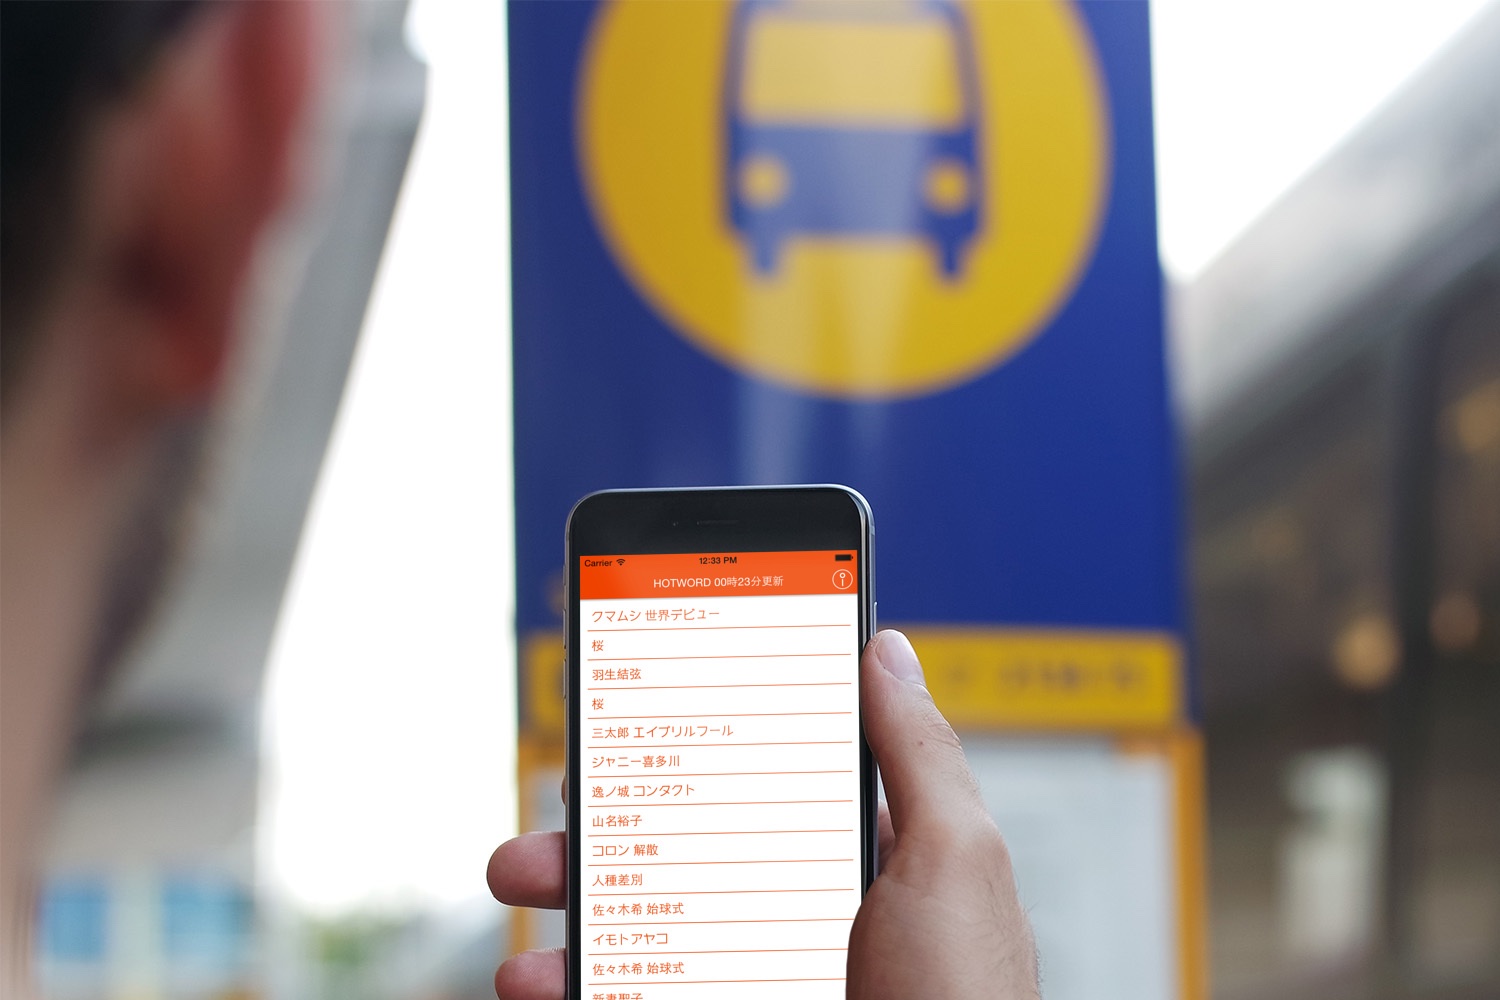 Carrier 12:33 PM
HOTWORD 00時23分更新
クマムシ 世界デビュー
桜
羽生結弦
桜
三太郎 エイプリルフール
ジャニー喜多川
逸ノ城 コンタクト
山名裕子
コロン 解散
人種差別
佐々木希 始球式
イモトアヤコ
佐々木希 始球式
新妻聖子